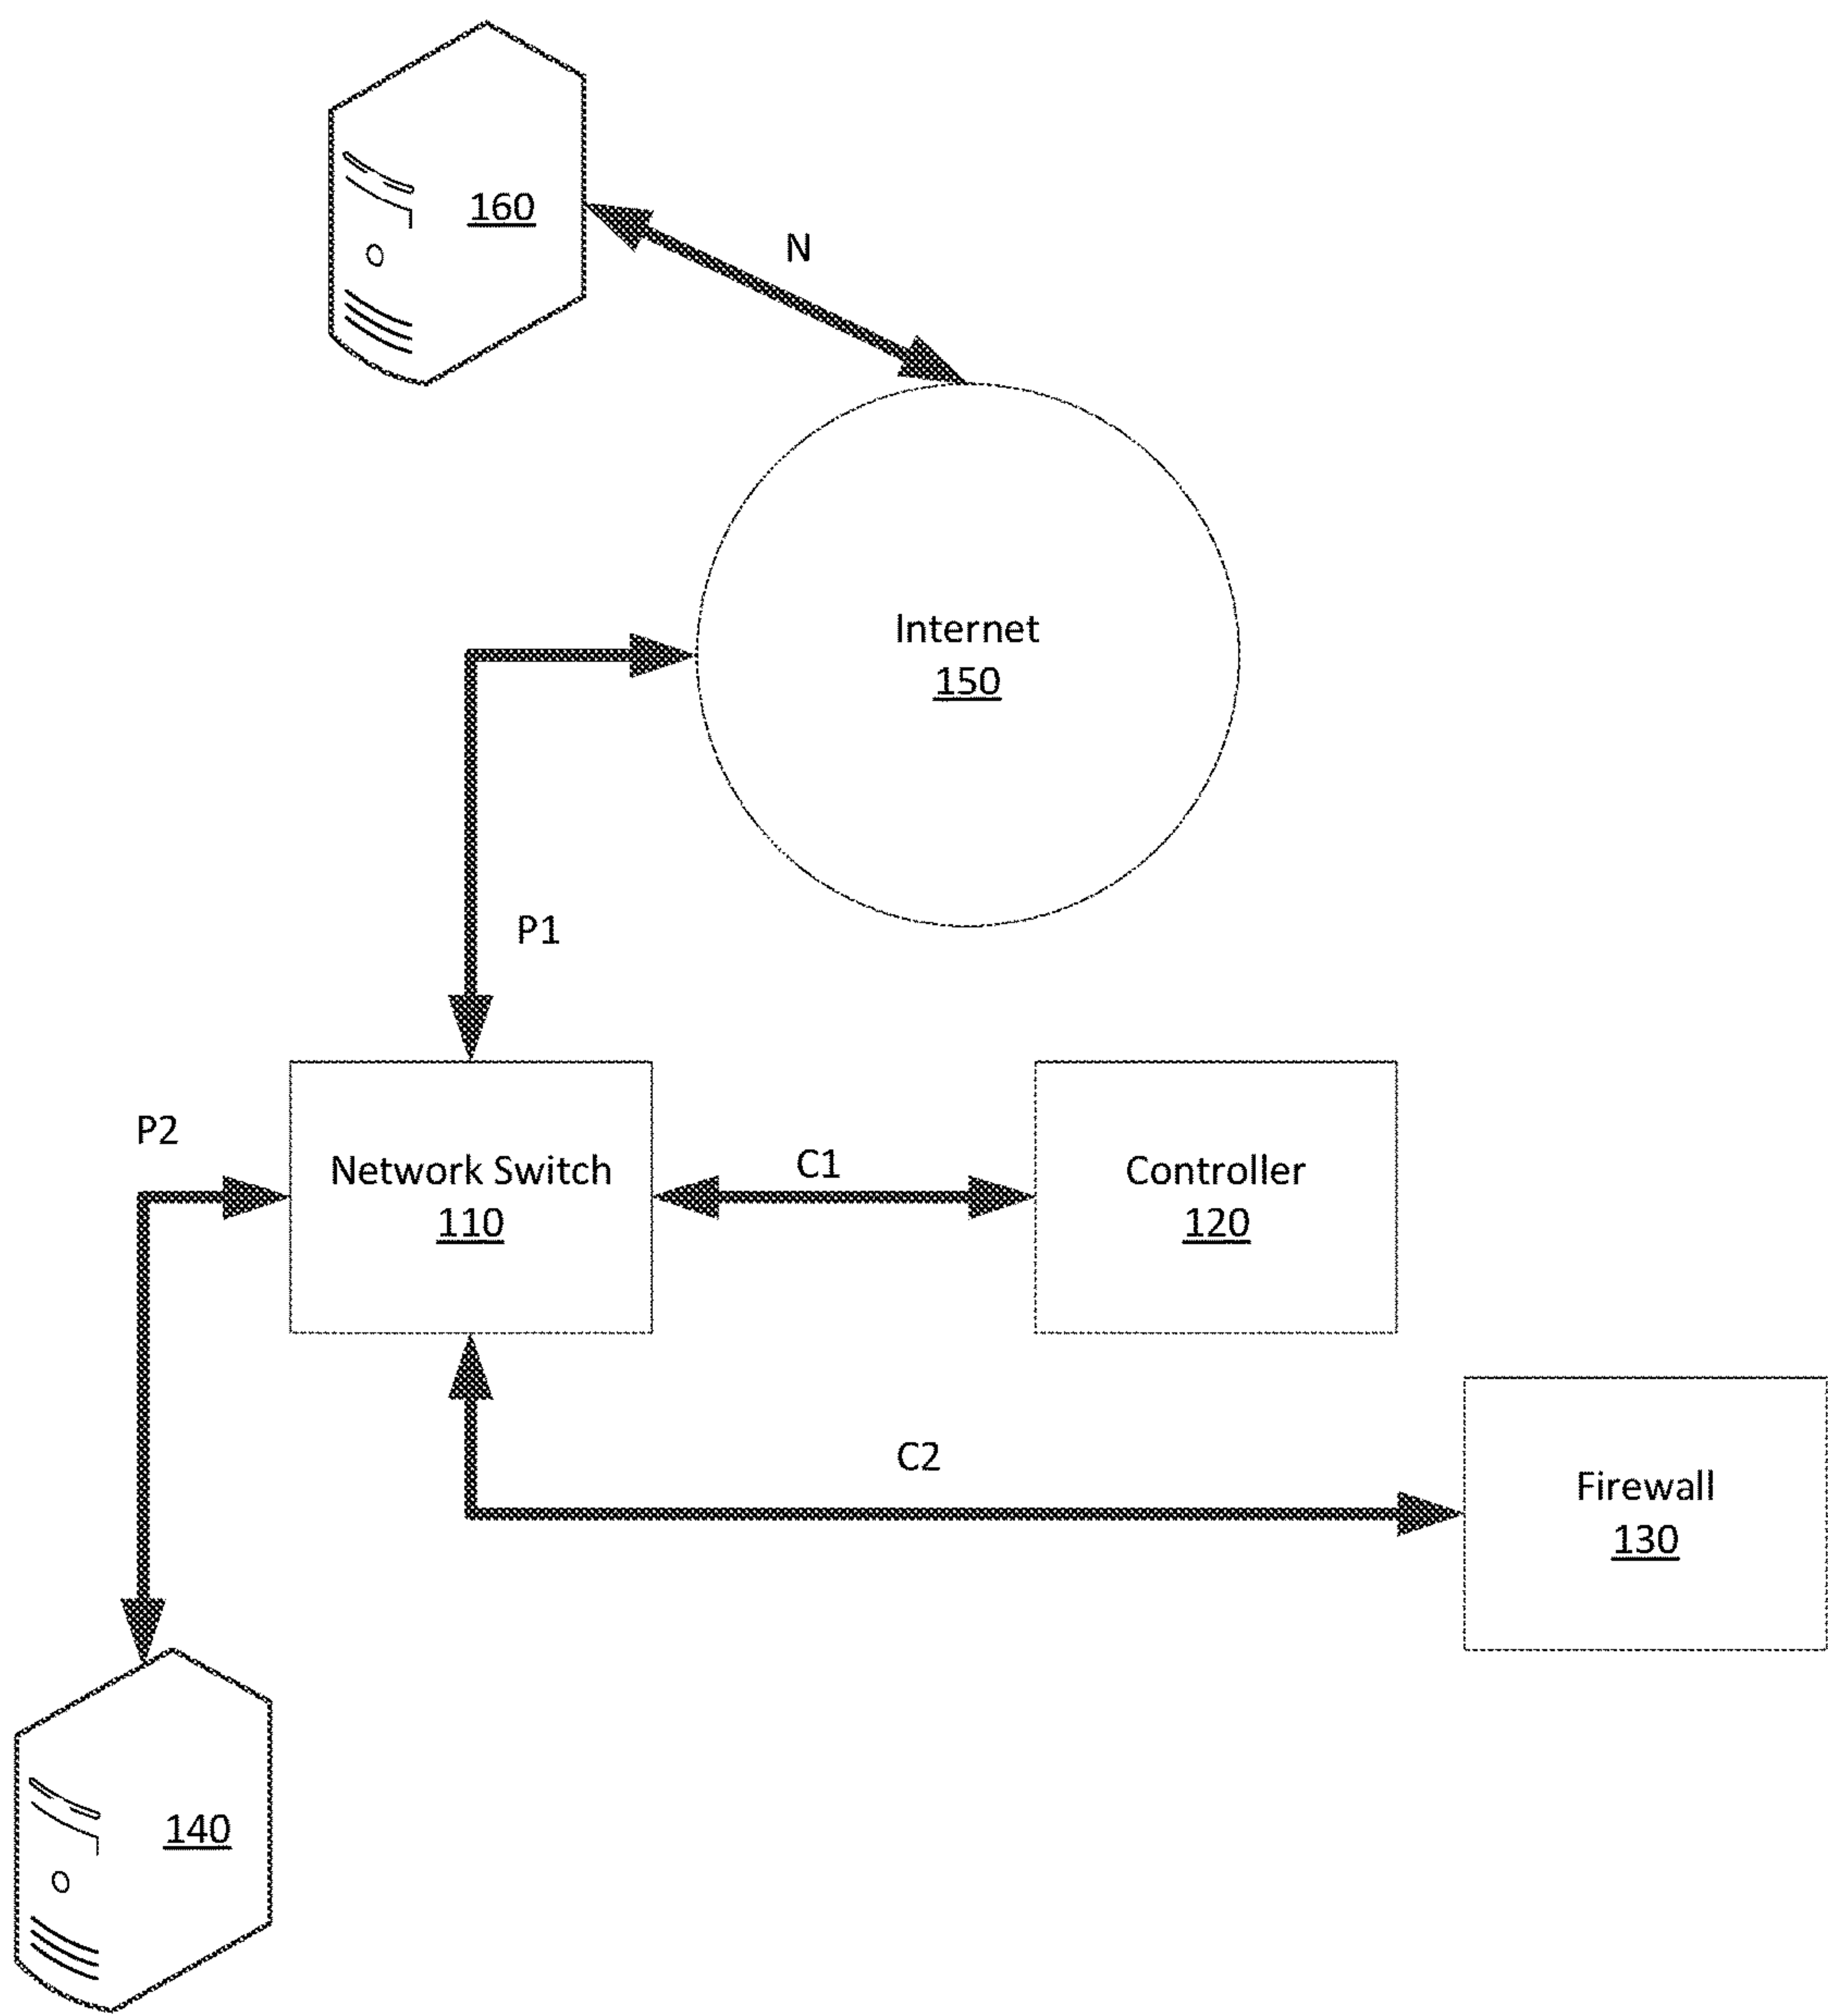 160
N
Internet
150
P1
P2
Network Switch
110
C1
Controller
120
C2
Firewall
130
140